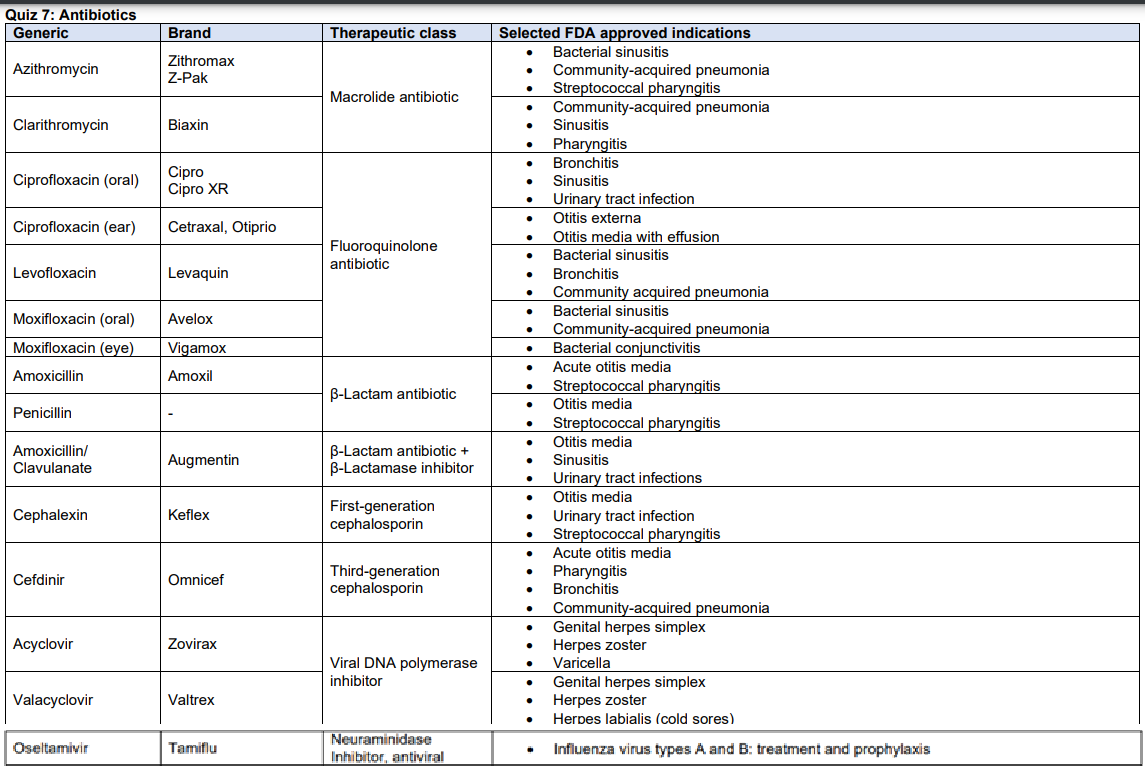 Quiz 7: Antibiotics
Generic Brand Therapeutic class Selected FDA approved indications
Azithromycin
Zithromax
Z-Pak
Macrolide antibiotic
• Bacterial sinusitis
• Community-acquired pneumonia
• Streptococcal pharyngitis
Clarithromycin
Biaxin
• Community-acquired pneumonia
• Sinusitis
• Pharyngitis
Ciprofloxacin (oral)
Cipro
Cipro XR
Fluoroquinolone
antibiotic
• Bronchitis
• Sinusitis
• Urinary tract infection
Ciprofloxacin (ear)
Cetraxal, Otiprio
• Otitis externa
• Otitis media with effusion
Levofloxacin
Levaquin
• Bacterial sinusitis
• Bronchitis
• Community acquired pneumonia
Moxifloxacin (oral)
Avelox
• Bacterial sinusitis
• Community-acquired pneumonia
Moxifloxacin (eye)
Vigamox
• Bacterial conjunctivitis
Amoxicillin
Amoxil
β-Lactam antibiotic
• Acute otitis media
• Streptococcal pharyngitis
Penicillin
-
• Otitis media
• Streptococcal pharyngitis
Amoxicillin/
Clavulanate
Augmentin
β-Lactam antibiotic +
β-Lactamase inhibitor
• Otitis media
• Sinusitis
• Urinary tract infections
Cephalexin
Keflex
First-generation
cephalosporin
• Otitis media
• Urinary tract infection
• Streptococcal pharyngitis
Cefdinir
Omnicef
Third-generation
cephalosporin
• Acute otitis media
• Pharyngitis
• Bronchitis
• Community-acquired pneumonia
Acyclovir
Zovirax
Viral DNA polymerase
inhibitor
• Genital herpes simplex
• Herpes zoster
• Varicella
Valacyclovir
Valtrex
• Genital herpes simplex
• Herpes zoster
• Herpes labialis (cold sores)
Oseltamivir
Tamiflu
Neuraminidase
Inhibitor, antiviral
• Influenza virus types A and B: treatment and prophylaxis